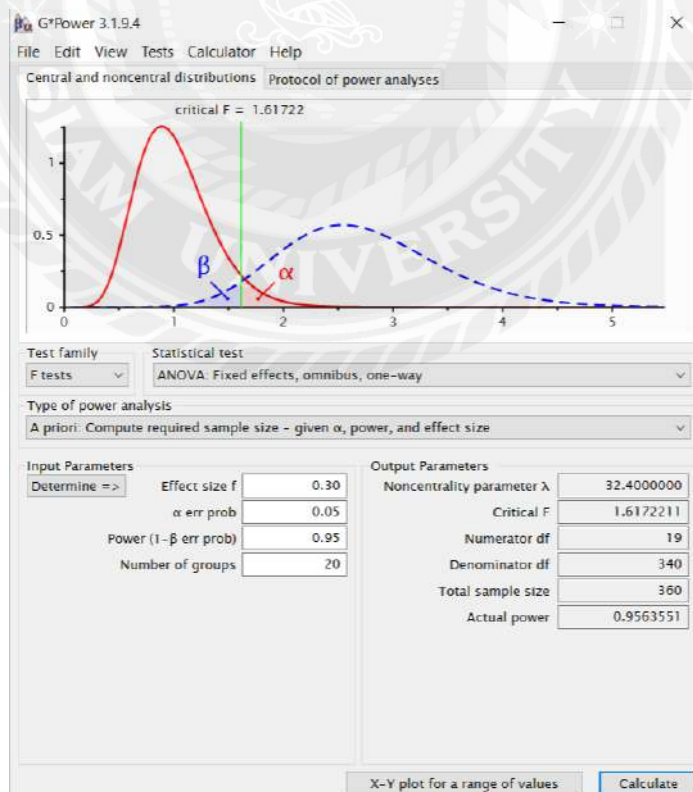 G*Power 3.1.9.4
File Edit View Tests Calculator Help
Central and noncentral distributions Protocol of power analyses
critical F = 1.61722
1
0.5
0
β
α
0 1 2 3 4 5
Test family Statistical test
F tests ANOVA: Fixed effects, omnibus, one-way
Type of power analysis
A priori: Compute required sample size - given α, power, and effect size
Input Parameters Output Parameters
Determine => Effect size f 0.30 Noncentrality parameter λ 32.4000000
α err prob 0.05 Critical F 1.6172211
Power (1-β err prob) 0.95 Numerator df 19
Number of groups 20 Denominator df 340
Total sample size 360
Actual power 0.9563551
X-Y plot for a range of values Calculate
SIAM UNIVERSITY